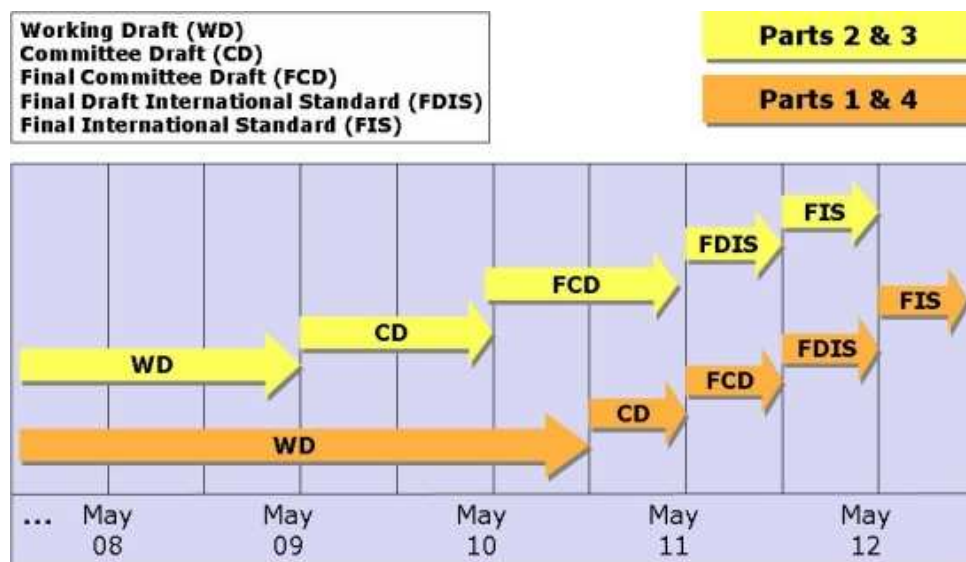 Working Draft (WD)
Committee Draft (CD)
Final Committee Draft (FCD)
Final Draft International Standard (FDIS)
Final International Standard (FIS)
Parts 2 & 3
Parts 1 & 4
FIS
FDIS
FCD
FIS
CD
FDIS
WD
FCD
CD
WD
... May May May May May
08 09 10 11 12